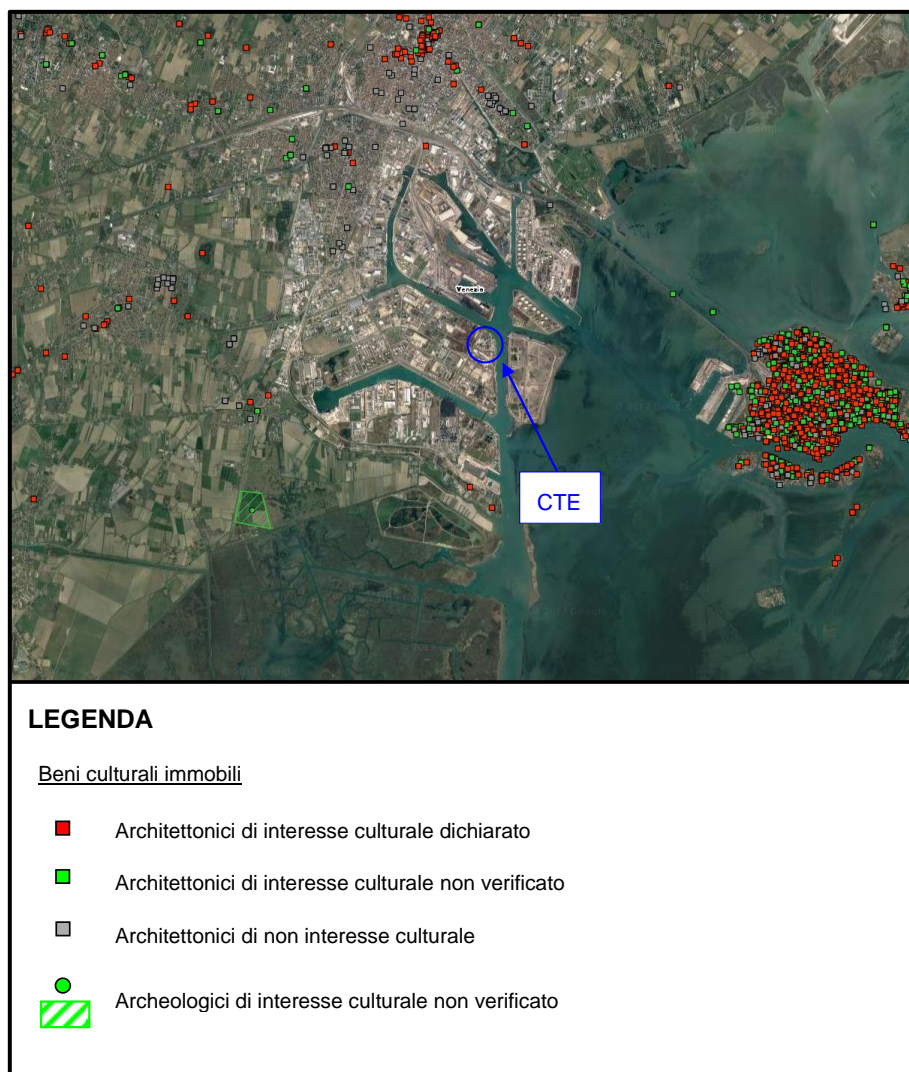 Venezia
CTE
LEGENDA
Beni culturali immobili
Architettonici di interesse culturale dichiarato
Architettonici di interesse culturale non verificato
Architettonici di non interesse culturale
Archeologici di interesse culturale non verificato